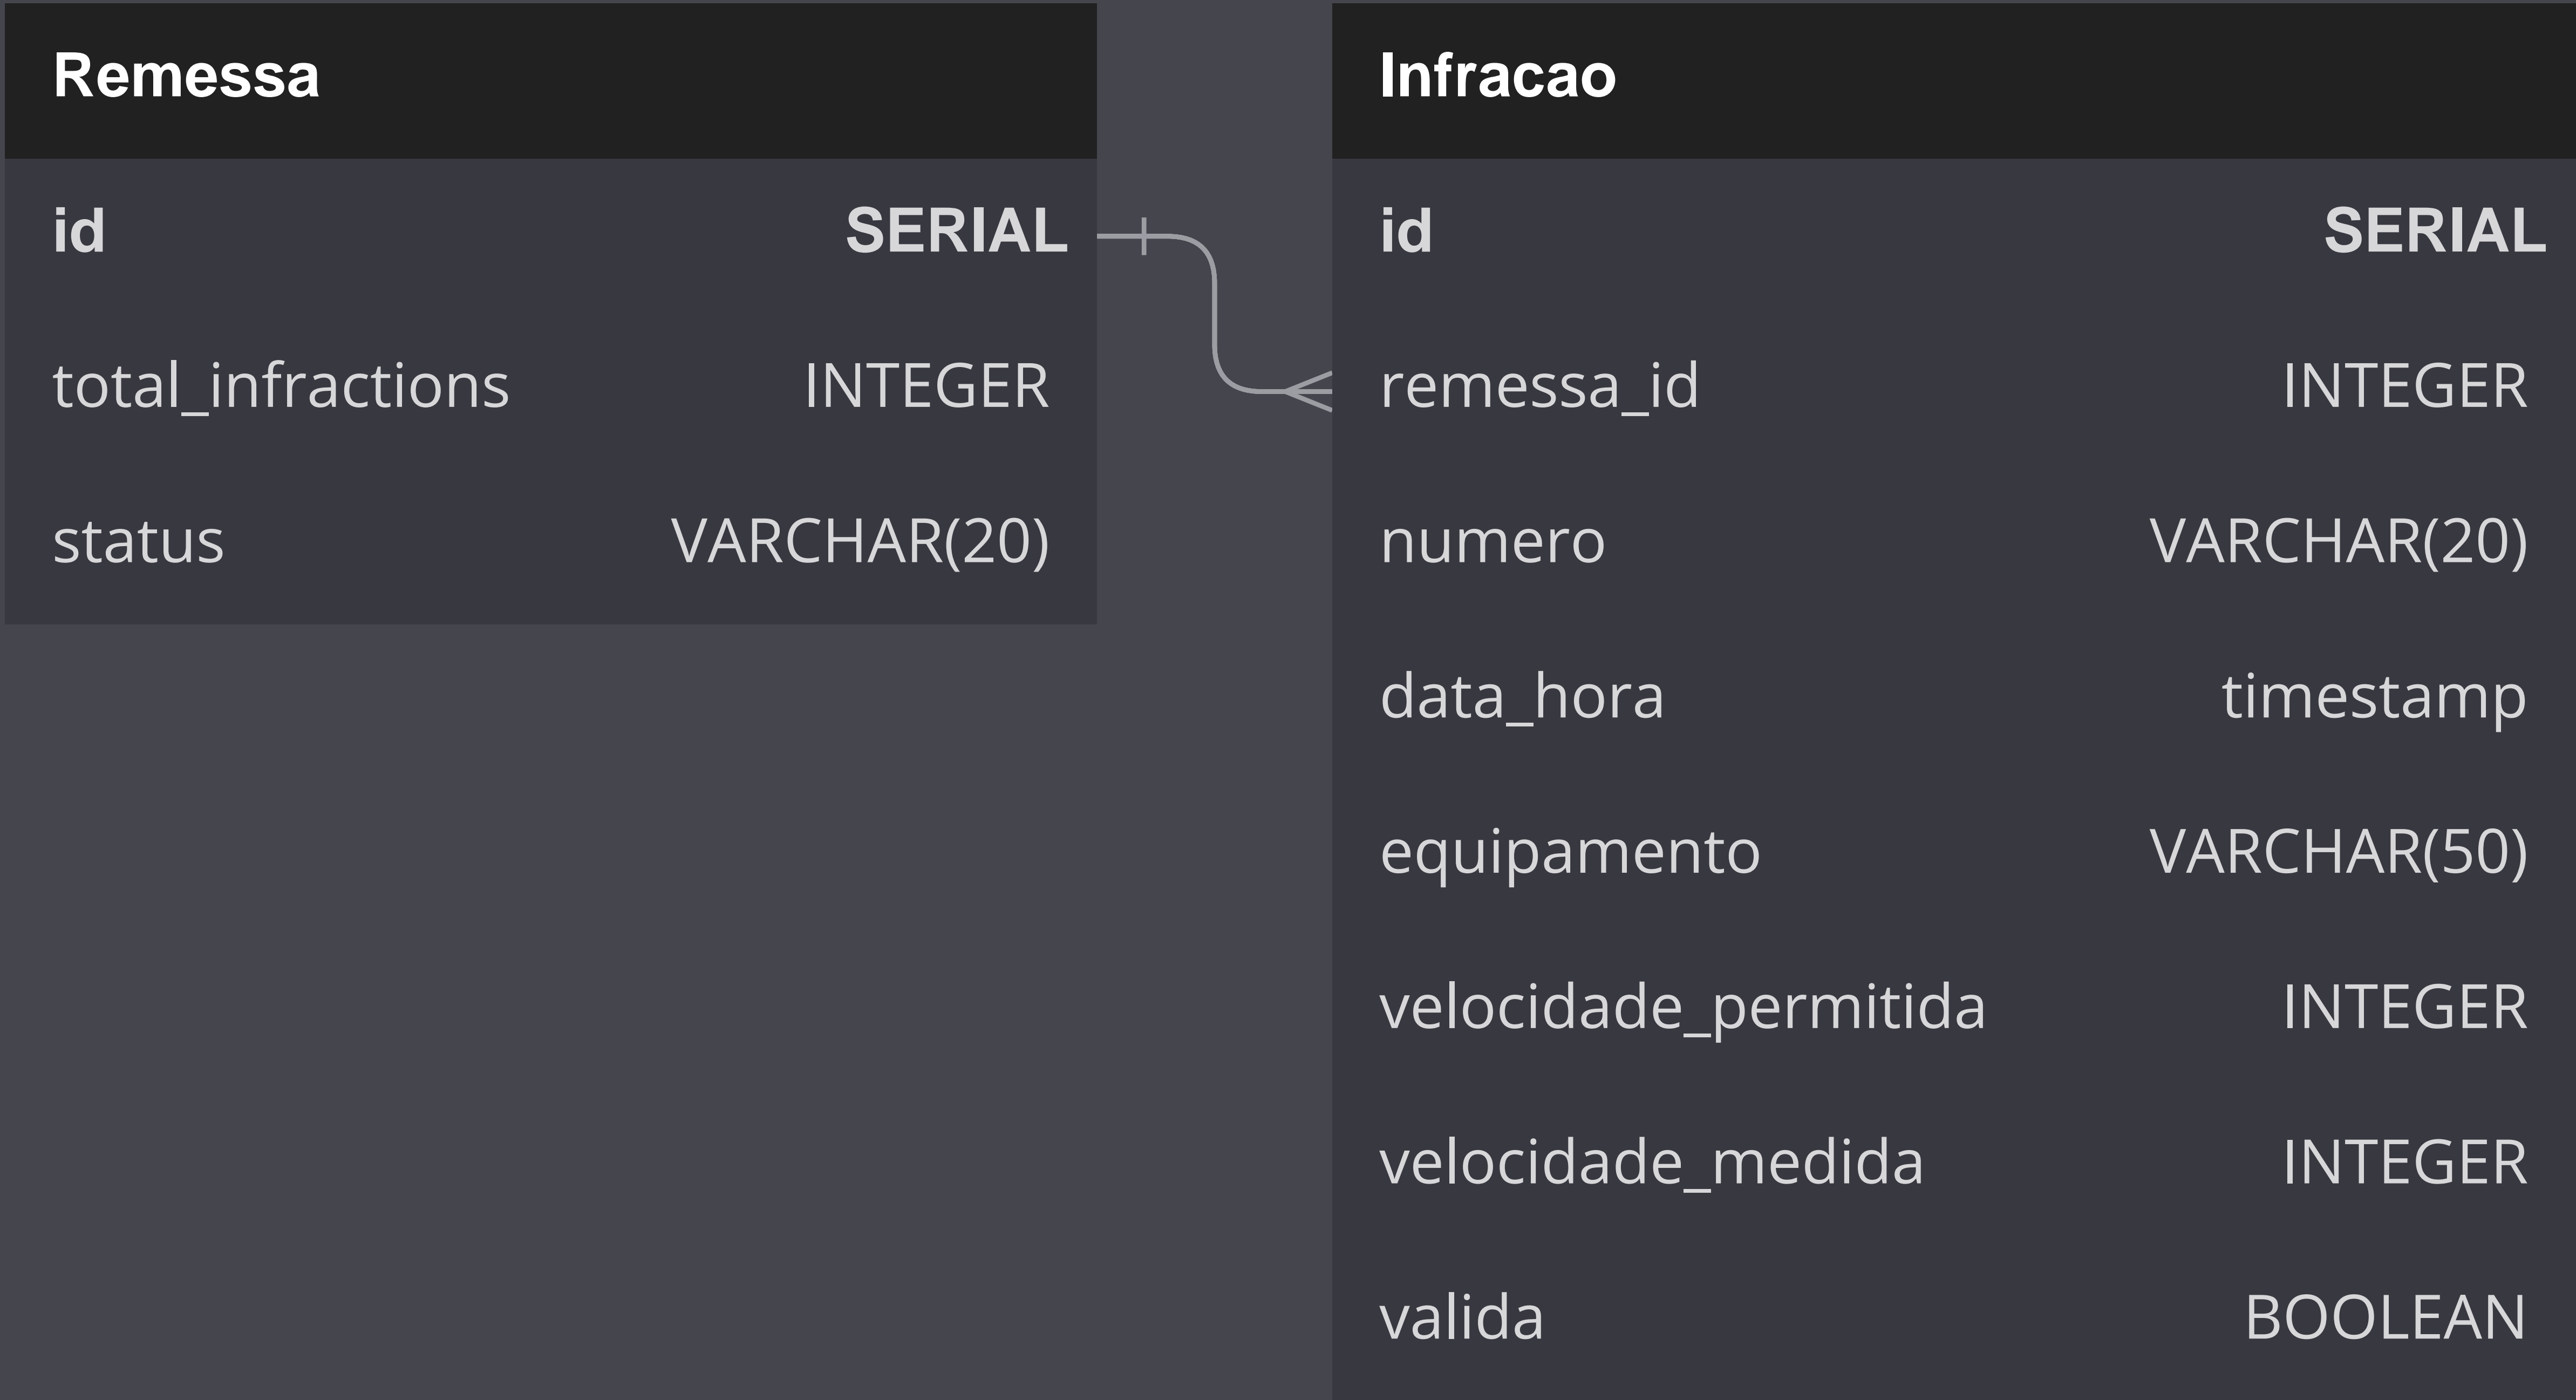 Remessa
id SERIAL
total_infractions INTEGER
status VARCHAR(20)
Infracao
id SERIAL
remessa_id INTEGER
numero VARCHAR(20)
data_hora timestamp
equipamento VARCHAR(50)
velocidade_permitida INTEGER
velocidade_medida INTEGER
valida BOOLEAN